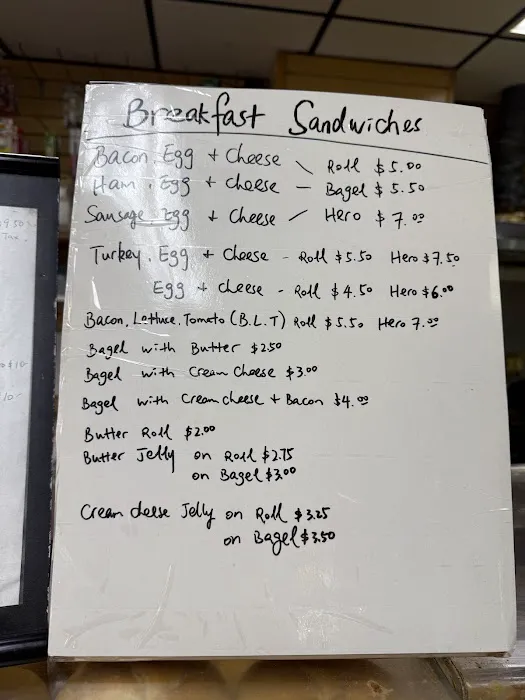 Breakfast Sandwiches
Bacon, Egg + Cheese \ Roll $5.00
Ham, Egg + Cheese — Bagel $5.50
Sausage, Egg + Cheese / Hero $7.00
Turkey, Egg + Cheese - Roll $5.50 Hero $7.50
Egg + Cheese - Roll $4.50 Hero $6.00
Bacon, Lettuce, Tomato (B.L.T) Roll $5.50 Hero 7.00
Bagel with Butter $2.50
Bagel with Cream Cheese $3.00
Bagel with Cream cheese + Bacon $4.00
Butter Roll $2.00
Butter Jelly on Roll $2.75
on Bagel $3.00
Cream cheese Jelly on Roll $3.25
on Bagel $3.50